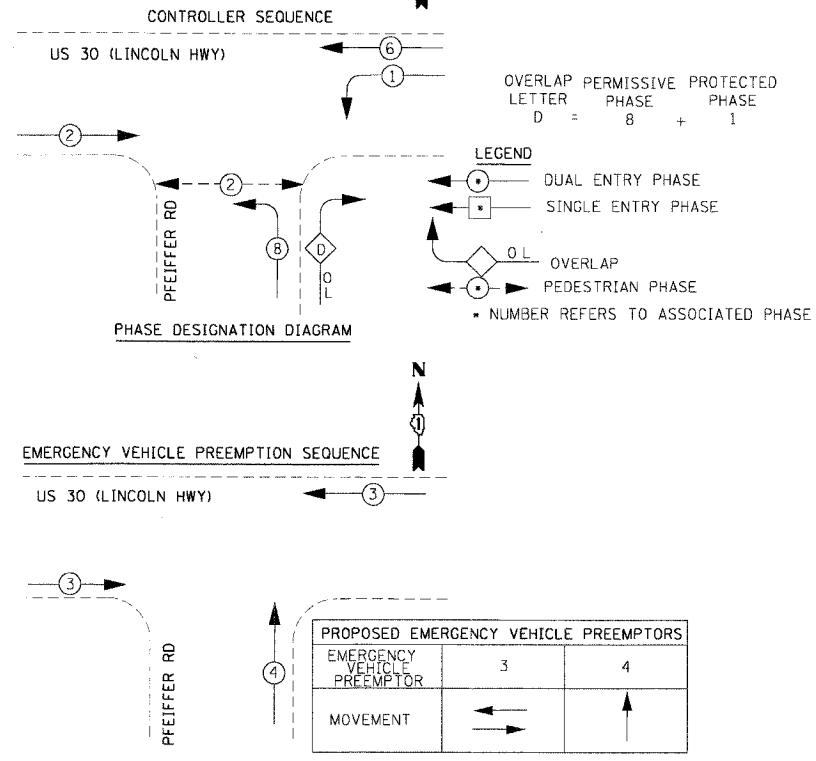 CONTROLLER SEQUENCE
US 30 (LINCOLN HWY)
6
1
2
2
8
D
O L
PFEIFFER RD
PHASE DESIGNATION DIAGRAM
OVERLAP PERMISSIVE PROTECTED
LETTER PHASE PHASE
D = 8 + 1
LEGEND
* DUAL ENTRY PHASE
* SINGLE ENTRY PHASE
O L OVERLAP
* PEDESTRIAN PHASE
* NUMBER REFERS TO ASSOCIATED PHASE
N
1
EMERGENCY VEHICLE PREEMPTION SEQUENCE
US 30 (LINCOLN HWY)
3
3
4
PFEIFFER RD
PROPOSED EMERGENCY VEHICLE PREEMPTORS
EMERGENCY
VEHICLE
PREEMPTOR
3
4
MOVEMENT